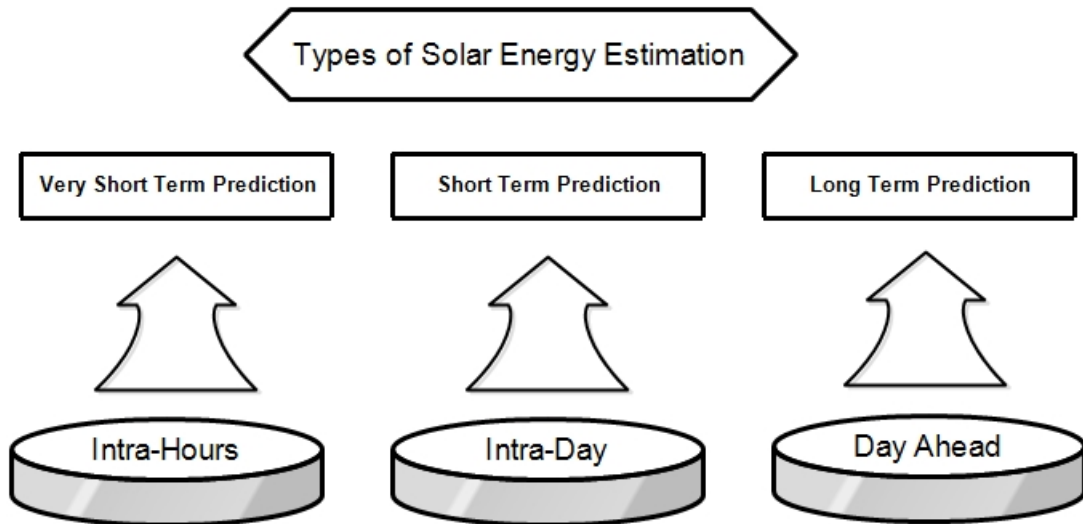 Types of Solar Energy Estimation
Very Short Term Prediction
Short Term Prediction
Long Term Prediction
Intra-Hours
Intra-Day
Day Ahead